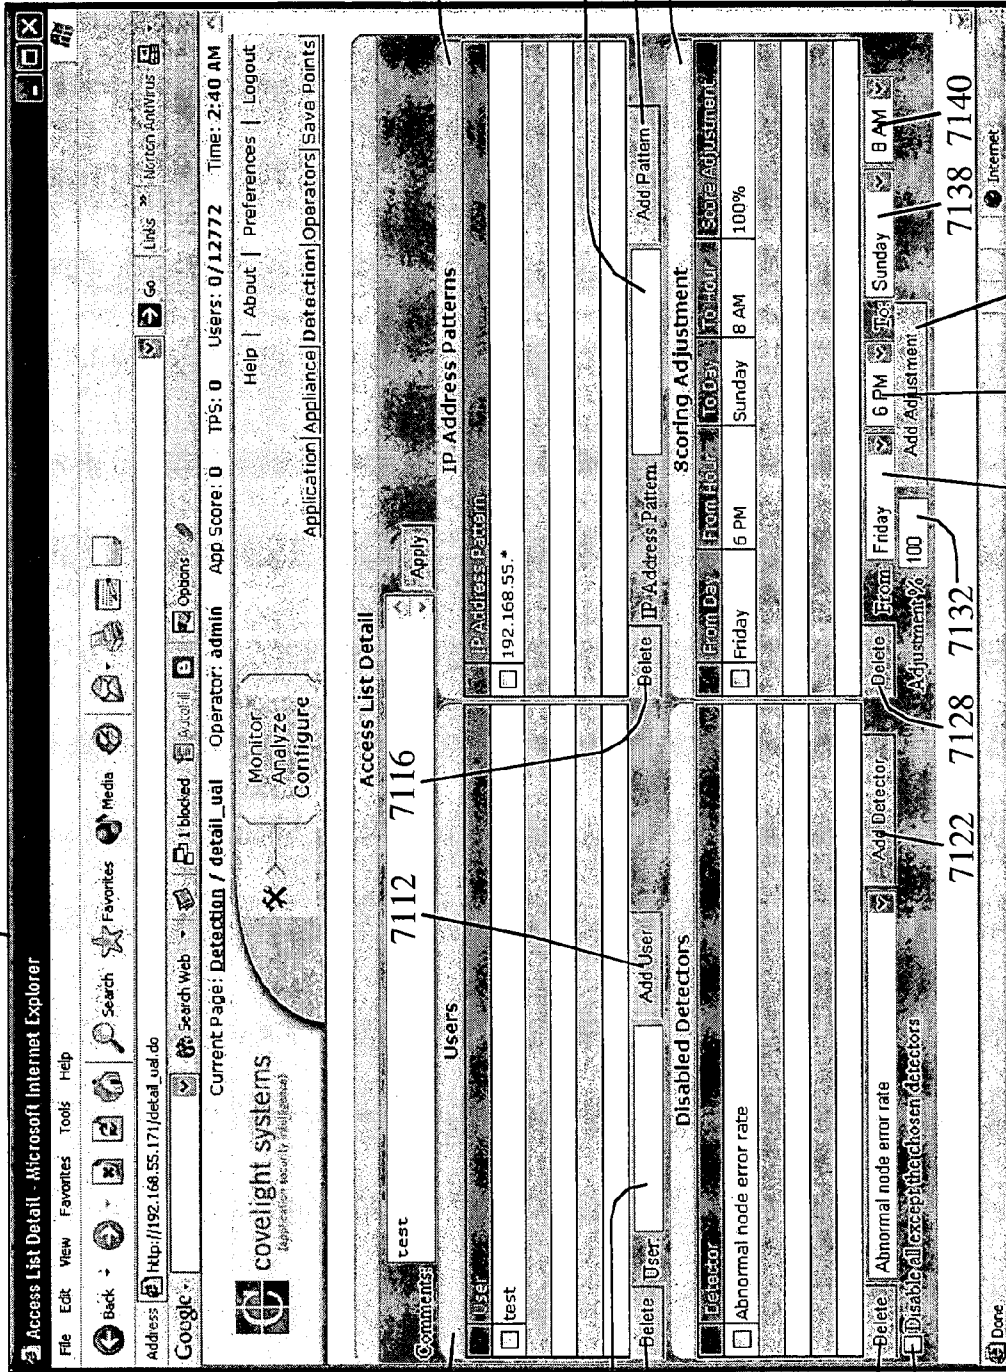 Access List Detail - Microsoft Internet Explorer
File Edit View Favorites Tools Help
Back Search Favorites Media
Address http://192.168.55.171/detail_ual.do Go Links » Norton AntiVirus
Google Search Web 1 blocked AutoFill Options
Current Page: Detection / detail_ual Operator: admin App Score: 0 TPS: 0 Users: 0/12772 Time: 2:40 AM
covelight systems
[application security intelligence]
Monitor
Analyze
Configure
Help | About | Preferences | Logout
Application | Appliance | Detection | Operators | Save Points
Access List Detail
Comments: test Apply
7112 7116
Users
User
test
Delete User: Add User
IP Address Patterns
IP Address Pattern
192.168.55.*
Delete IP Address Pattern Add Pattern
Disabled Detectors
Detector
Abnormal node error rate
Delete Abnormal node error rate Add Detector
Disable all except the chosen detectors
Scoring Adjustment
From Day From Hour To Day To Hour Score Adjustment
Friday 6 PM Sunday 8 AM 100%
Delete From Friday 6 PM To: Sunday 8 AM
Adjustment % 100 Add Adjustment
7122 7128 7132 7138 7140
Done Internet